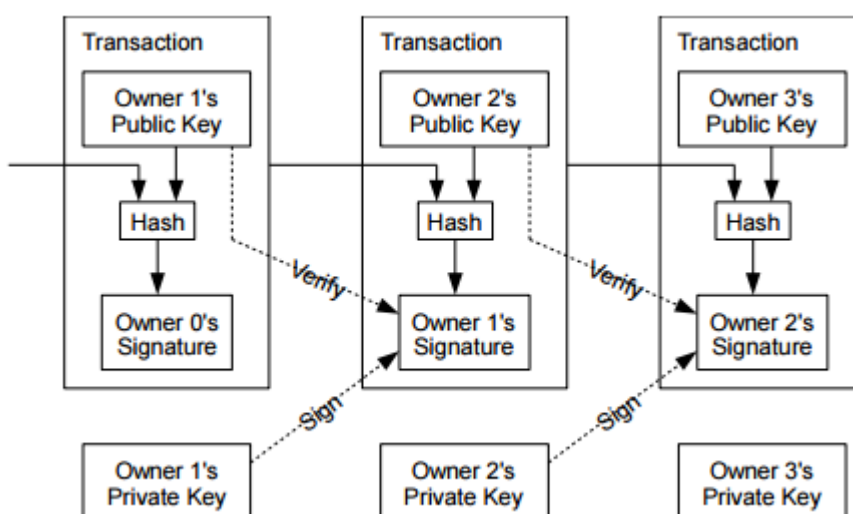 Transaction
Transaction
Transaction
Owner 1's
Public Key
Owner 2's
Public Key
Owner 3's
Public Key
Hash
Hash
Hash
Verify
Verify
Owner 0's
Signature
Owner 1's
Signature
Owner 2's
Signature
Sign
Sign
Owner 1's
Private Key
Owner 2's
Private Key
Owner 3's
Private Key